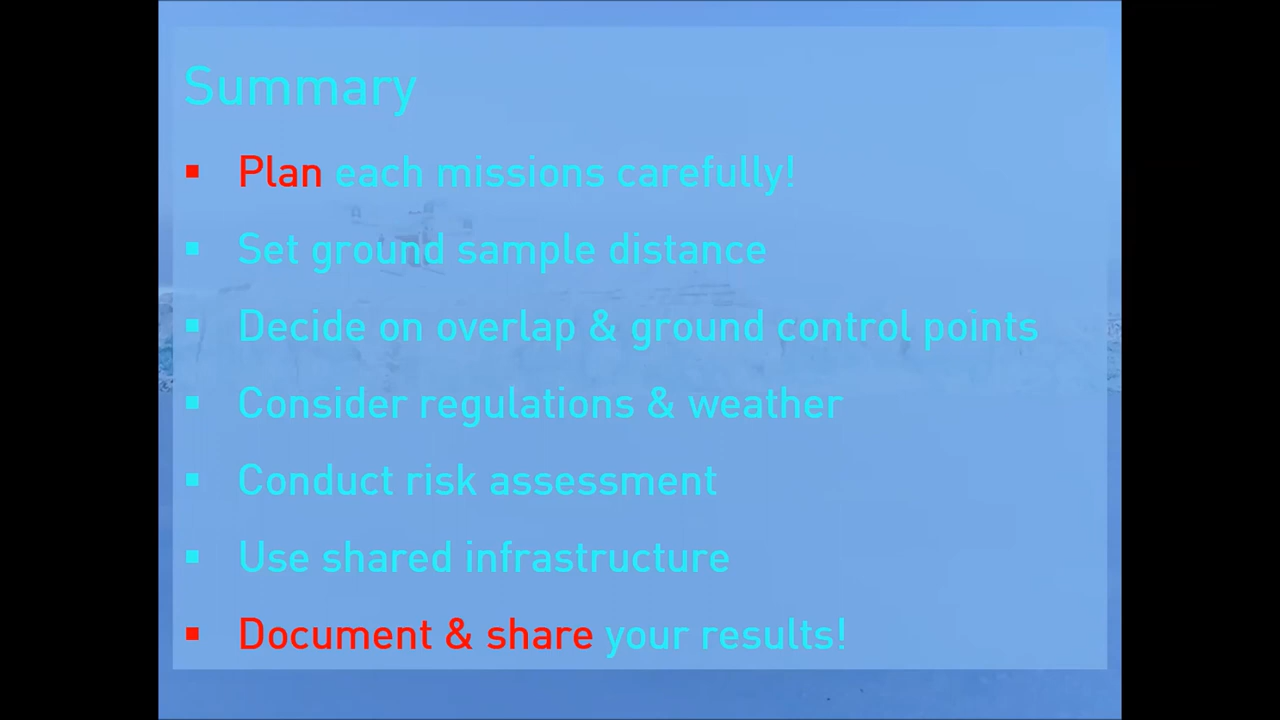 Summary
▪ Plan each missions carefully!
▪ Set ground sample distance
▪ Decide on overlap & ground control points
▪ Consider regulations & weather
▪ Conduct risk assessment
▪ Use shared infrastructure
▪ Document & share your results!